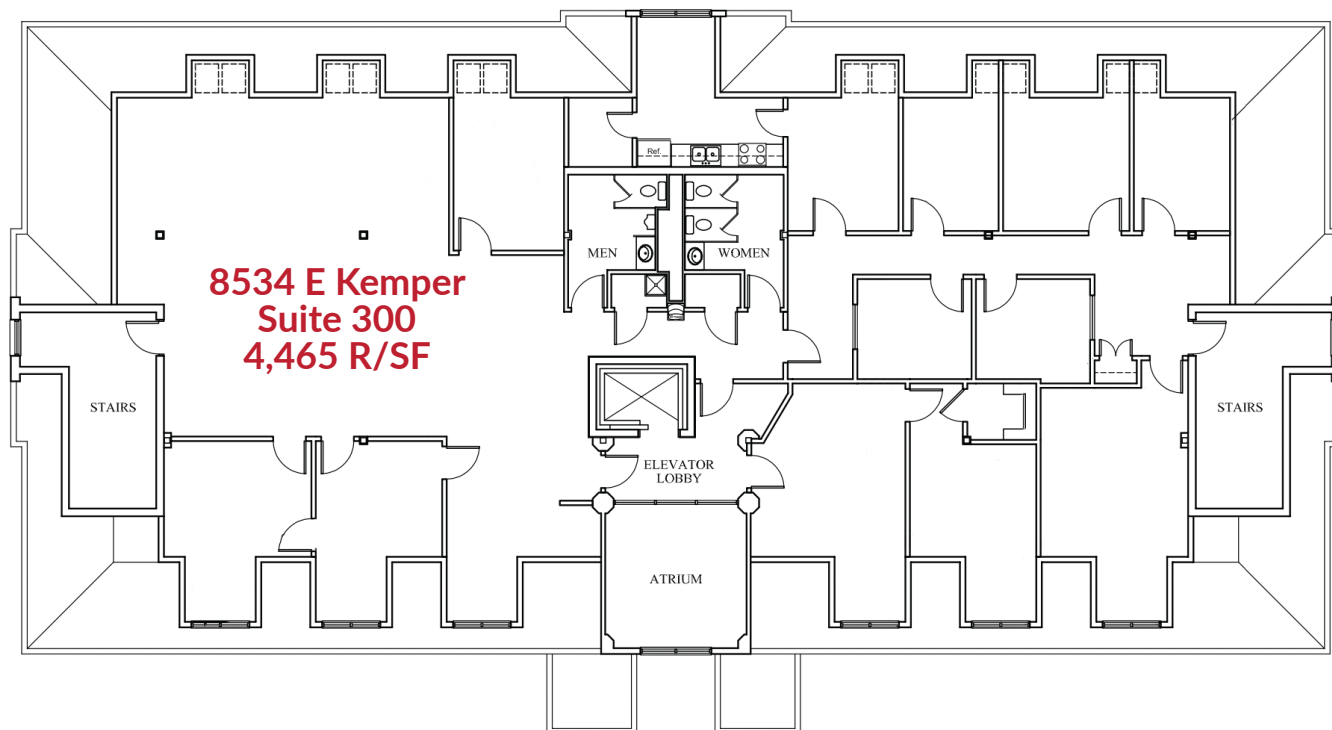 Ref.
MEN
WOMEN
8534 E Kemper
Suite 300
4,465 R/SF
STAIRS
STAIRS
ELEVATOR
LOBBY
ATRIUM